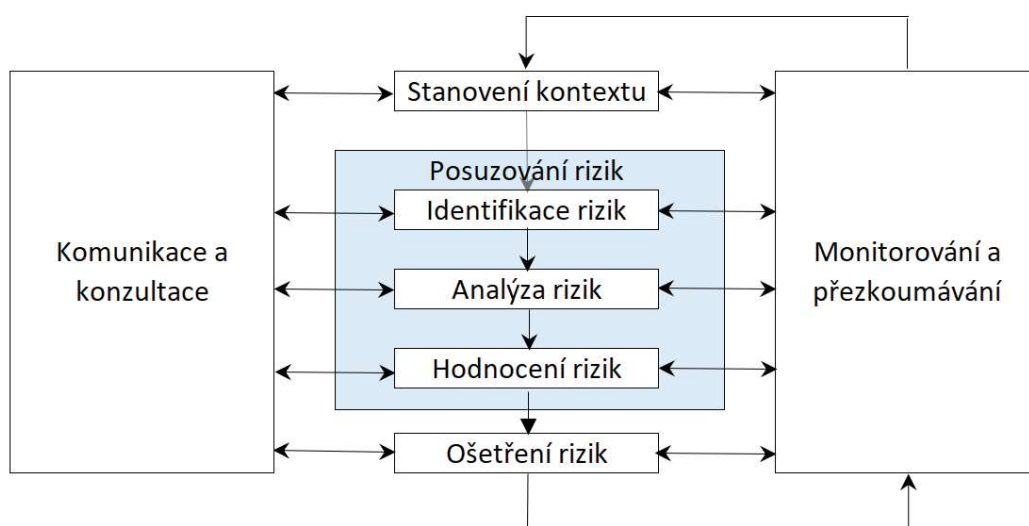 Stanovení kontextu
Posuzování rizik
Identifikace rizik
Komunikace a
konzultace
Analýza rizik
Monitorování a
přezkoumávání
Hodnocení rizik
Ošetření rizik